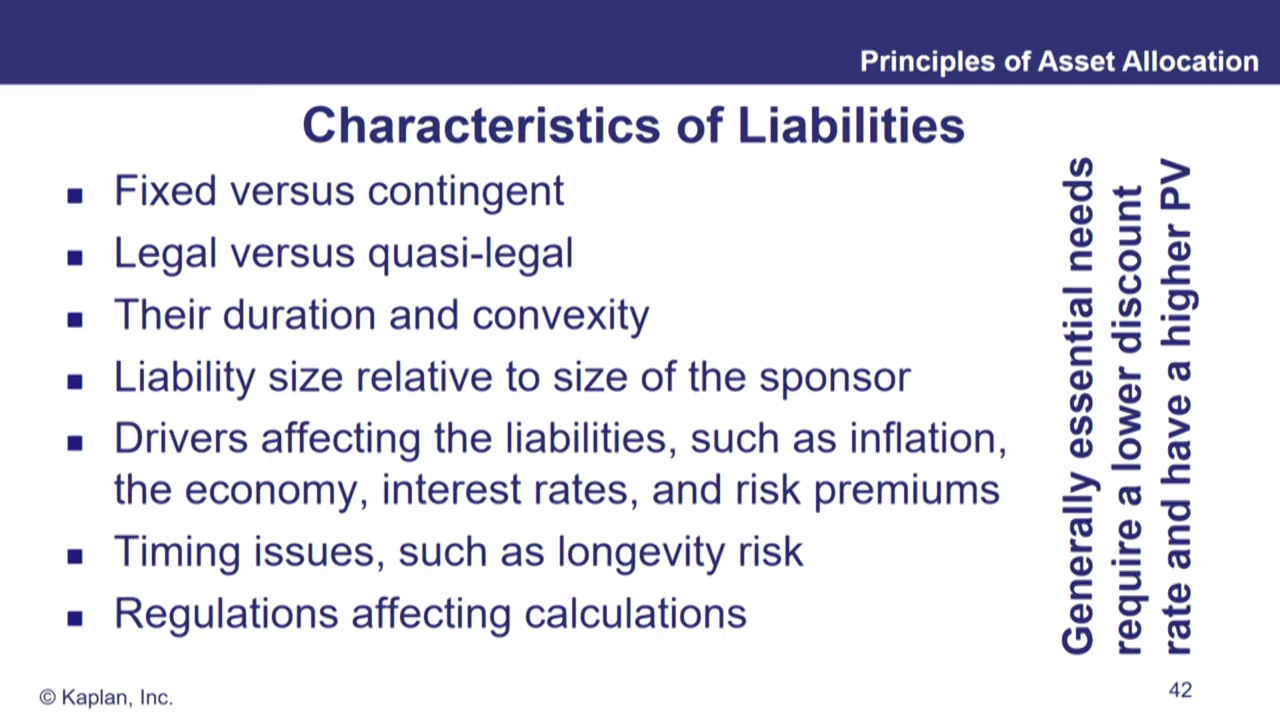 Principles of Asset Allocation
Characteristics of Liabilities
Fixed versus contingent
Legal versus quasi-legal
Their duration and convexity
Liability size relative to size of the sponsor
Drivers affecting the liabilities, such as inflation,
the economy, interest rates, and risk premiums
Timing issues, such as longevity risk
Regulations affecting calculations
Generally essential needs
require a lower discount
rate and have a higher PV
© Kaplan, Inc.
42